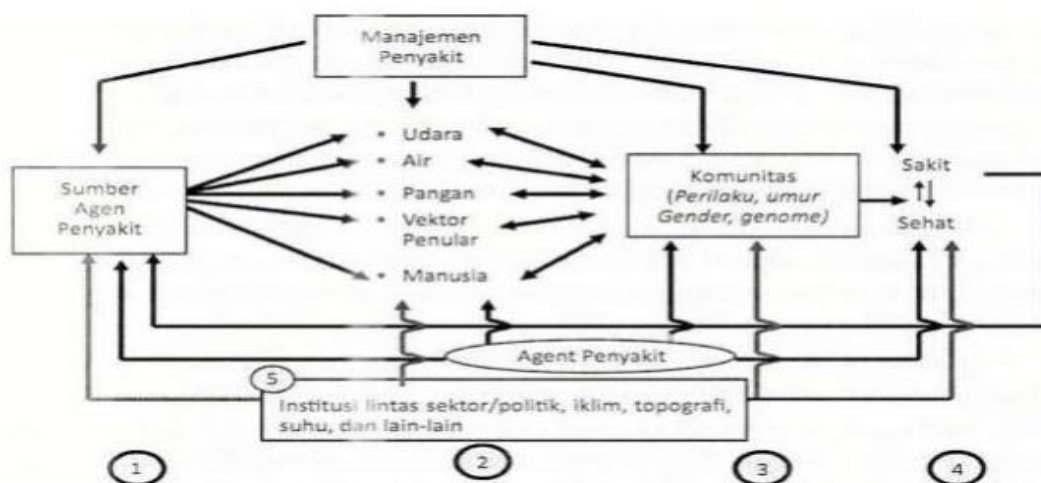 Manajemen
Penyakit
• Udara
• Air
• Pangan
• Vektor
Penular
• Manusia
Sumber
Agen
Penyakit
Komunitas
(Perilaku, umur
Gender, genome)
Sakit
Sehat
Agent Penyakit
5
Institusi lintas sektor/politik, iklim, topografi,
suhu, dan lain-lain
1
2
3
4